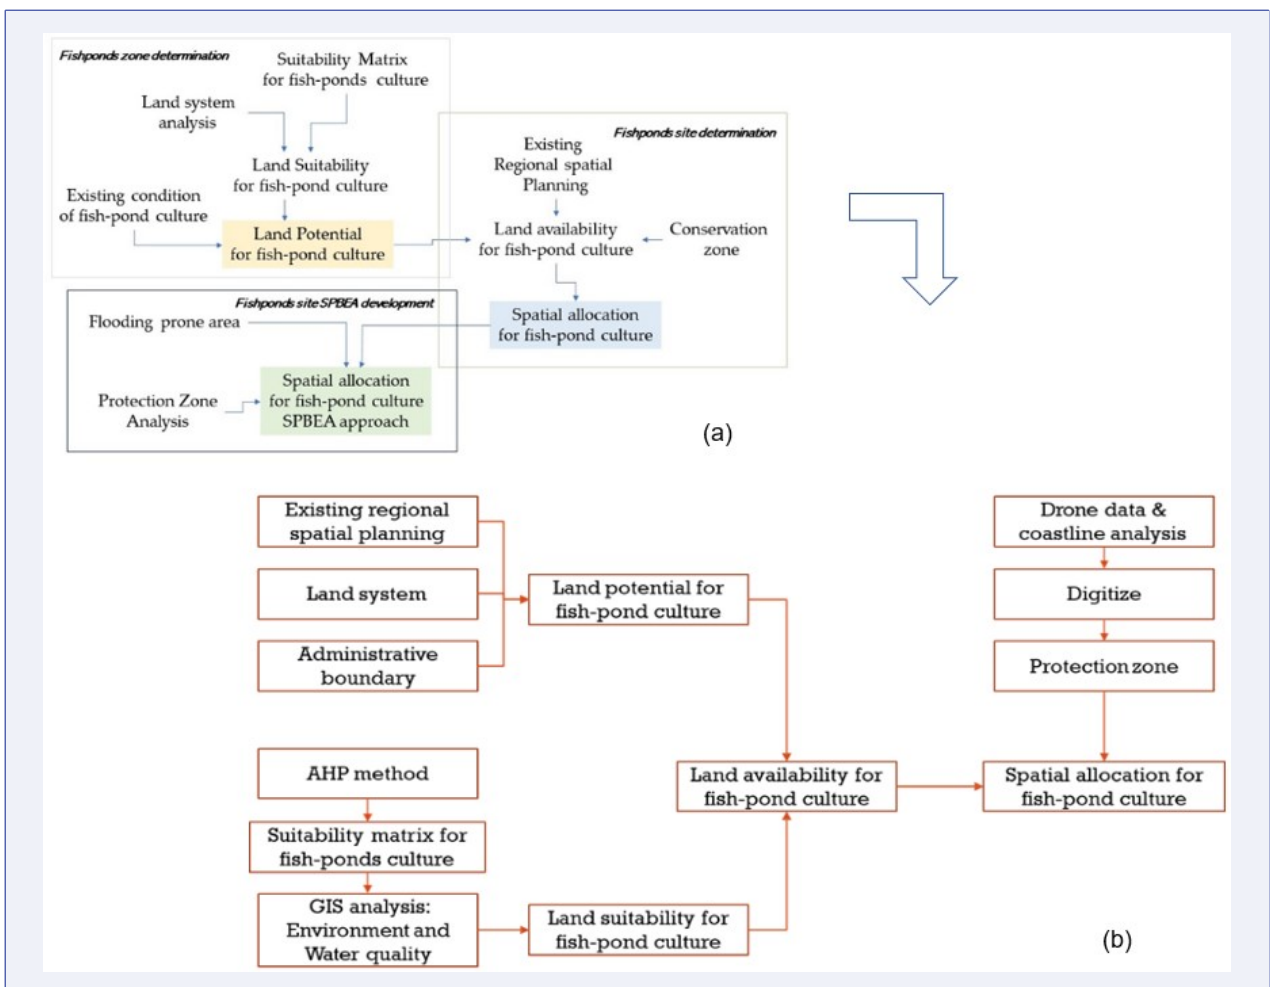 Fishponds zone determination
Suitability Matrix
for fish-ponds culture
Land system
analysis
Land Suitability
for fish-pond culture
Existing condition
of fish-pond culture
Land Potential
for fish-pond culture
Fishponds site determination
Existing
Regional spatial
Planning
Land availability
for fish-pond culture
Conservation
zone
Spatial allocation
for fish-pond culture
Fishponds site SPBEA development
Flooding prone area
Spatial allocation
for fish-pond culture
SPBEA approach
Protection Zone
Analysis
(a)
Existing regional
spatial planning
Land system
Administrative
boundary
Land potential for
fish-pond culture
AHP method
Suitability matrix for
fish-ponds culture
GIS analysis:
Environment and
Water quality
Land suitability for
fish-pond culture
Land availability for
fish-pond culture
Drone data &
coastline analysis
Digitize
Protection zone
Spatial allocation for
fish-pond culture
(b)